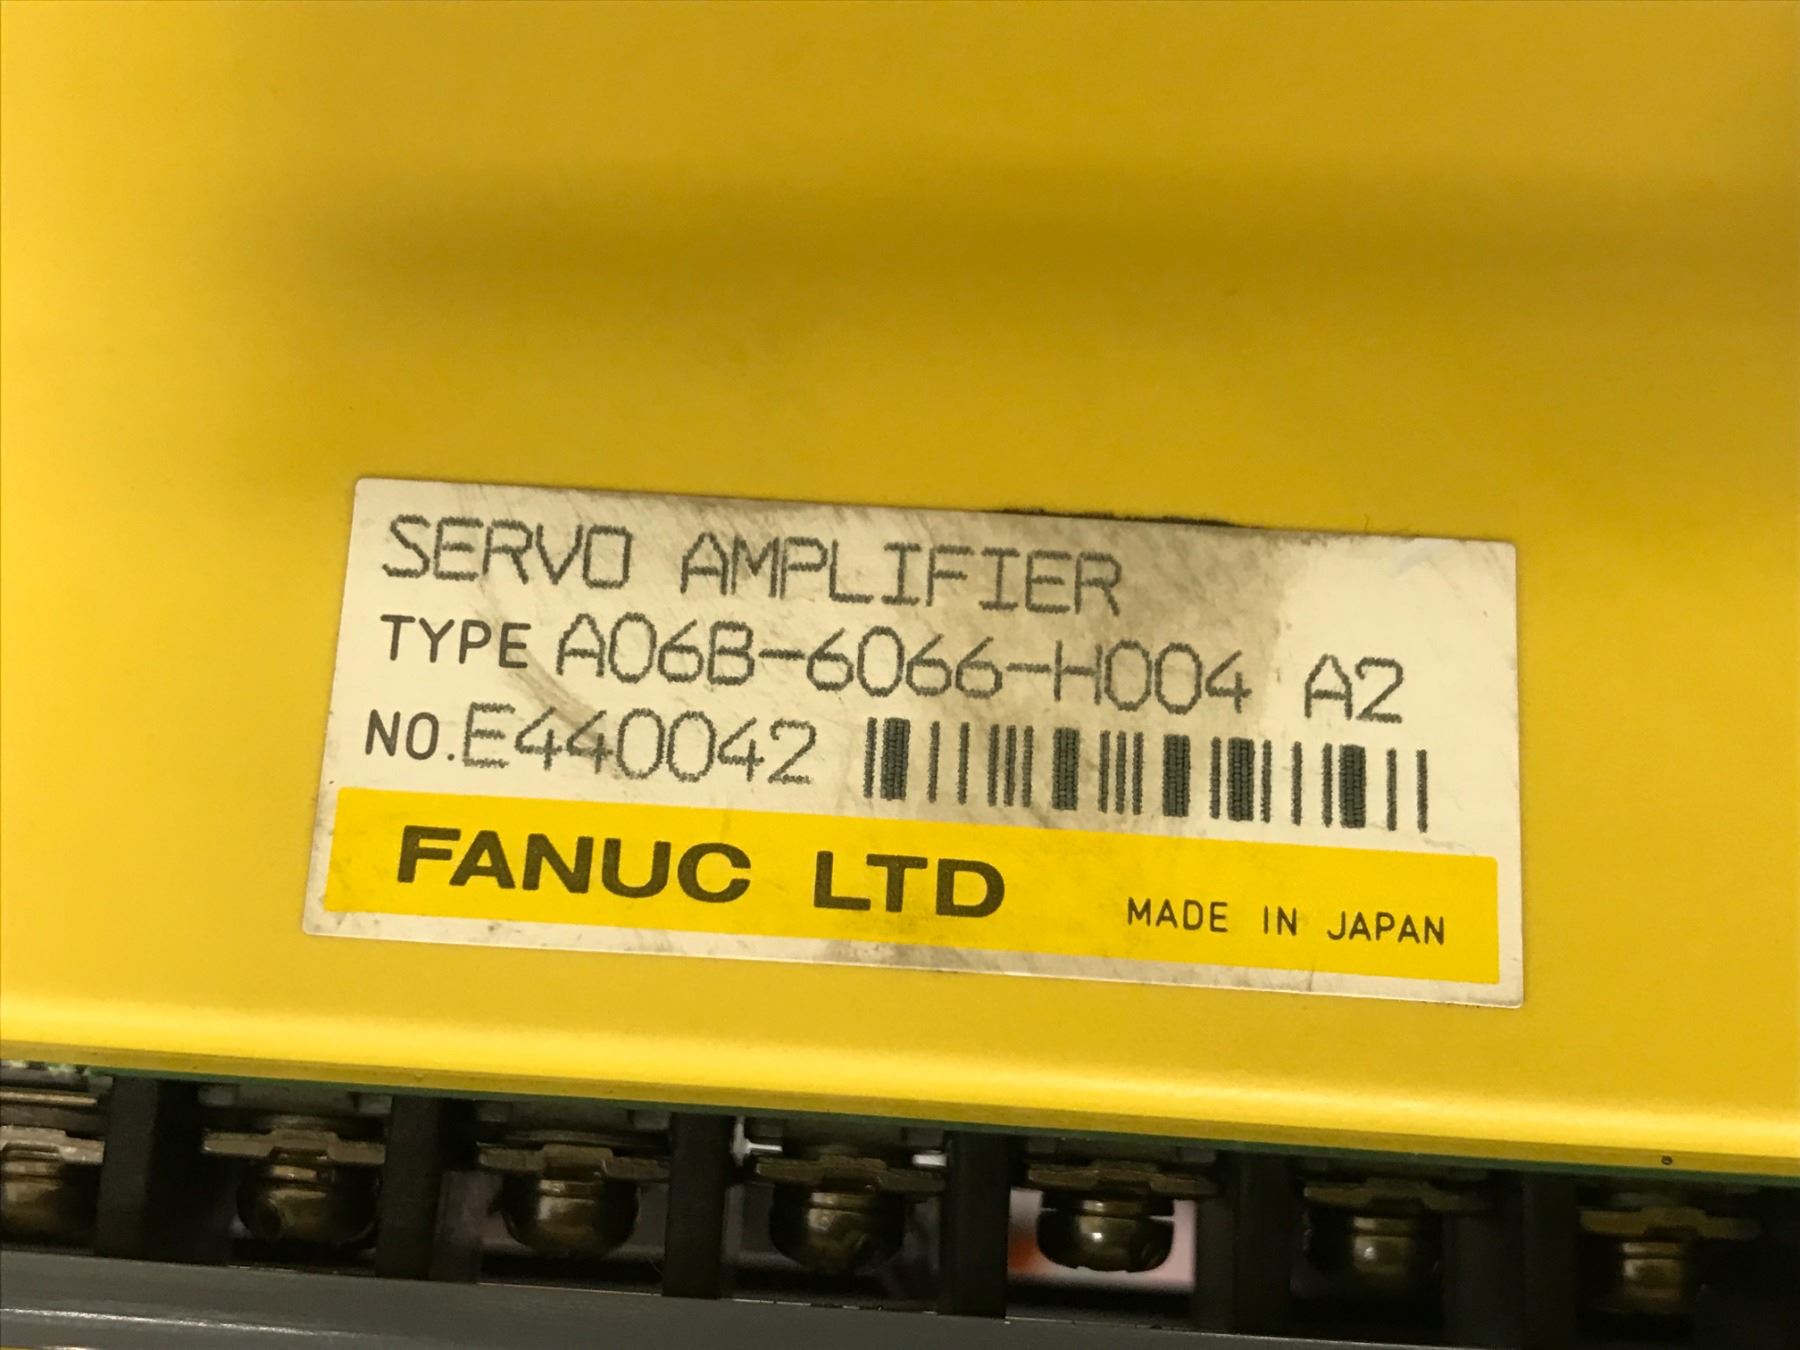 SERVO AMPLIFIER
TYPE A06B-6066-H004 A2
NO. E440042
FANUC LTD MADE IN JAPAN